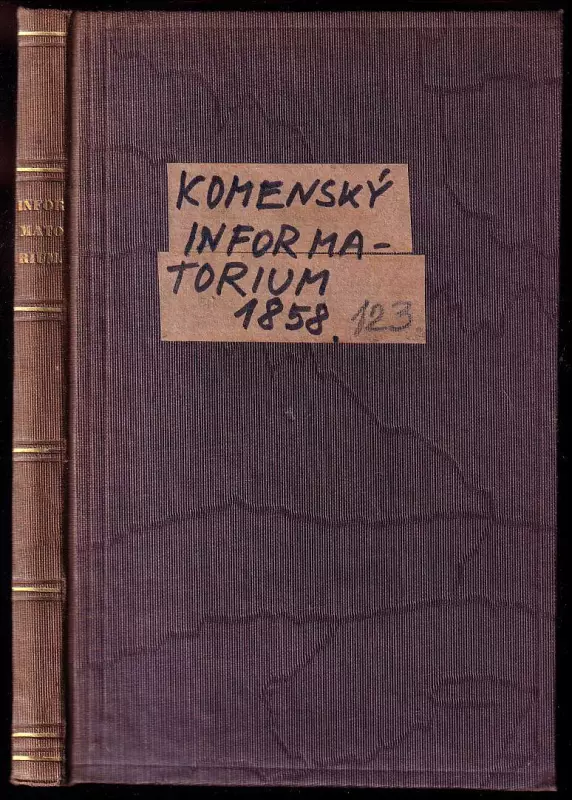 INFOR
MATO
RIUM
KOMENSKÝ
INFORMA-
TORIUM
1858. 123